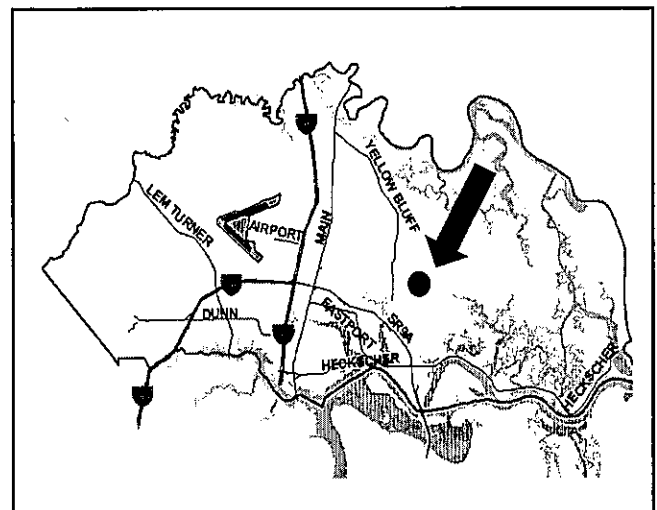 YELLOW BLUFF
LEM TURNER
AIRPORT
MAIN
DUNN
EASTPORT
SR9A
HECKSCHER
HECKSCHER